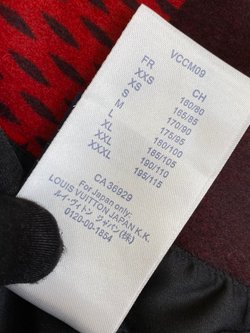 VCCM09
FR CH
XXS 160/80
XS 165/85
S 170/90
M 175/95
L 180/100
XL 185/105
XXL 190/110
XXXL 195/115
CA 36929
For Japan only:
LOUIS VUITTON JAPAN K.K.
ルイ・ヴィトン ジャパン(株)
0120-00-1854